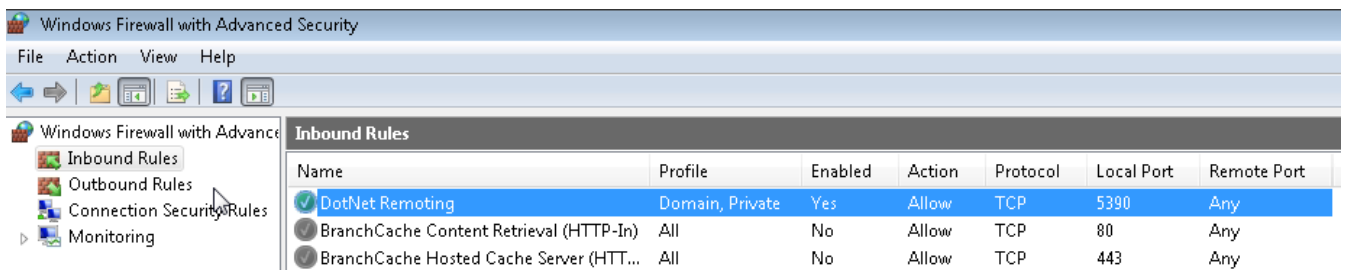 Windows Firewall with Advanced Security
File Action View Help
Windows Firewall with Advance
Inbound Rules
Outbound Rules
Connection Security Rules
Monitoring
Inbound Rules
Name Profile Enabled Action Protocol Local Port Remote Port
DotNet Remoting Domain, Private Yes Allow TCP 5390 Any
BranchCache Content Retrieval (HTTP-In) All No Allow TCP 80 Any
BranchCache Hosted Cache Server (HTT... All No Allow TCP 443 Any